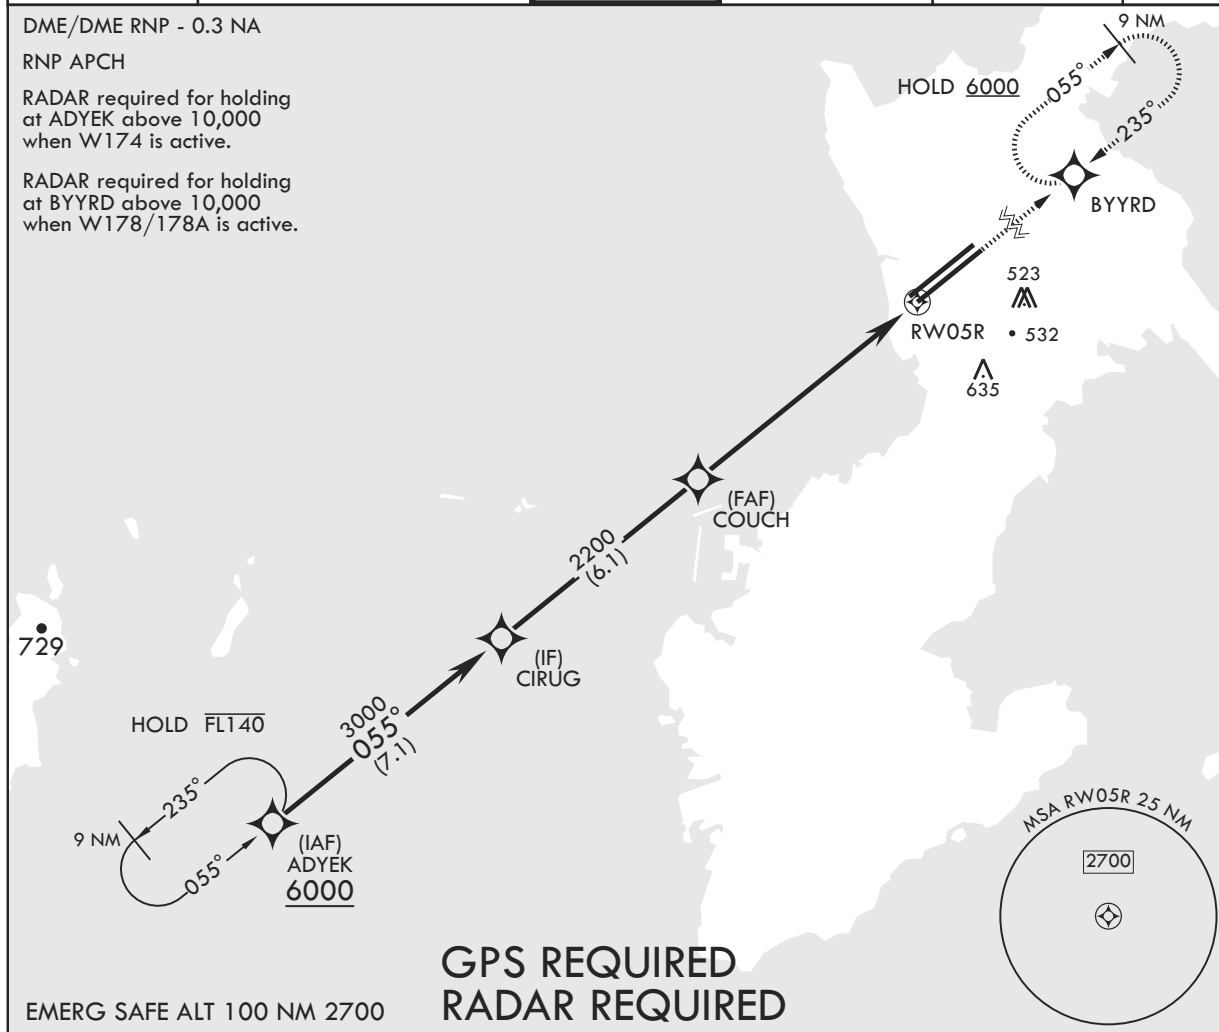 DME/DME RNP - 0.3 NA
RNP APCH
RADAR required for holding
at ADYEK above 10,000
when W174 is active.
RADAR required for holding
at BYYRD above 10,000
when W178/178A is active.
9 NM
HOLD 6000
055°
235°
BYYRD
523
RW05R
532
635
(FAF)
COUCH
2200
(6.1)
729
(IF)
CIRUG
HOLD FL140
3000
055°
(7.1)
235°
9 NM
055°
(IAF)
ADYEK
6000
MSA RW05R 25 NM
2700
GPS REQUIRED
RADAR REQUIRED
EMERG SAFE ALT 100 NM 2700